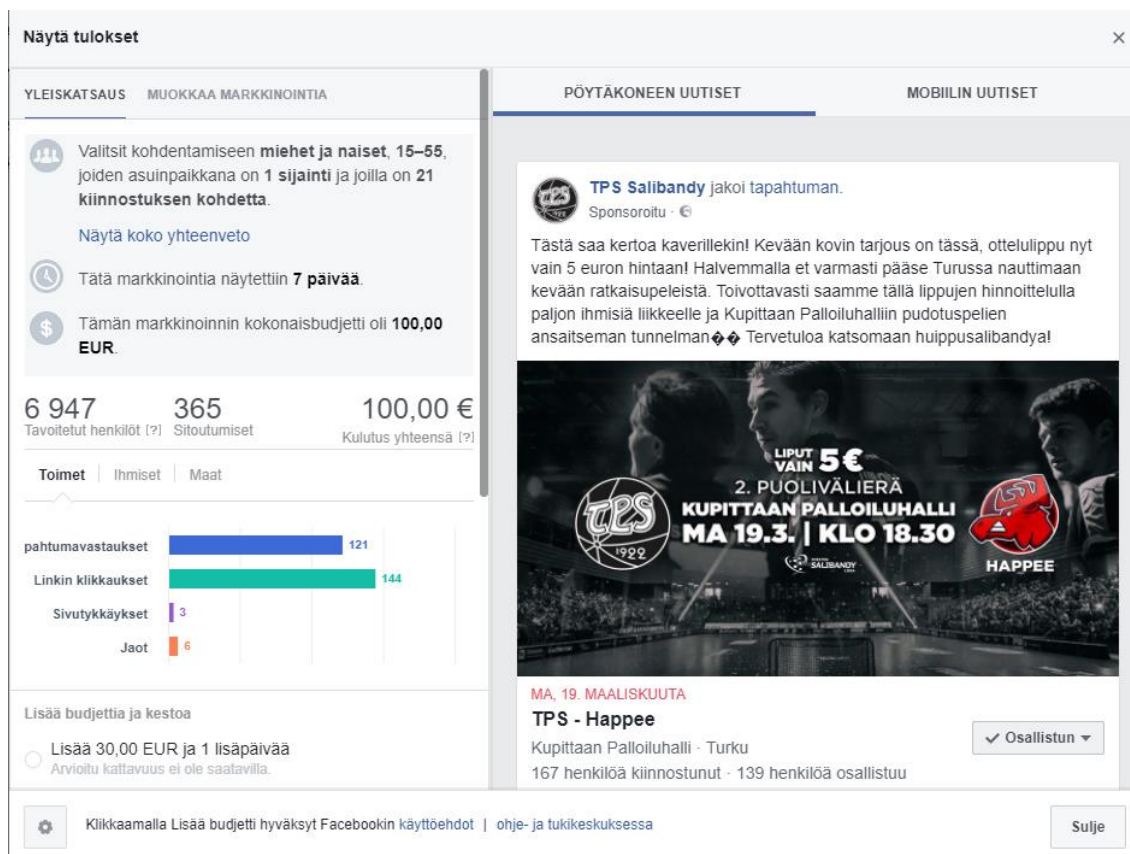 Näytä tulokset
YLEISKATSAUS MUOKKAA MARKKINOINTIA
Valitsit kohdentamiseen miehet ja naiset, 15–55,
joiden asuinpaikkana on 1 sijainti ja joilla on 21
kiinnostuksen kohdetta.
Näytä koko yhteenveto
Tätä markkinointia näytettiin 7 päivää.
Tämän markkinoinnin kokonaisbudjetti oli 100,00
EUR.
6 947 365 100,00 €
Tavoitetut henkilöt [?] Sitoutumiset Kulutus yhteensä [?]
Toimet Ihmiset Maat
pahtumavastaukset 121
Linkin klikkaukset 144
Sivutykkäykset 3
Jaot 6
Lisää budjettia ja kestoa
Lisää 30,00 EUR ja 1 lisäpäivää
Arvioitu kattavuus ei ole saatavilla.
PÖYTÄKONEEN UUTISET MOBIILIN UUTISET
TPS Salibandy jakoi tapahtuman.
Sponsoroitu ·
Tästä saa kertoa kaverillekin! Kevään kovin tarjous on tässä, ottelulippu nyt
vain 5 euron hintaan! Halvemmalla et varmasti pääse Turussa nauttimaan
kevään ratkaisupeleistä. Toivottavasti saamme tällä lippujen hinnoittelulla
paljon ihmisiä liikkeelle ja Kupittaan Palloiluhalliin pudotuspelien
ansaitseman tunnelman�� Tervetuloa katsomaan huippusalibandya!
LIPUT VAIN 5 €
2. PUOLIVÄLIERÄ
KUPITTAAN PALLOILUHALLI
MA 19.3. | KLO 18.30
TPS
1922
SALIBANDY
HAPPEE
MA, 19. MAALISKUUTA
TPS - Happee
Kupittaan Palloiluhalli · Turku
167 henkilöä kiinnostunut · 139 henkilöä osallistuu
Osallistun
Klikkaamalla Lisää budjetti hyväksyt Facebookin käyttöehdot | ohje- ja tukikeskuksessa
Sulje